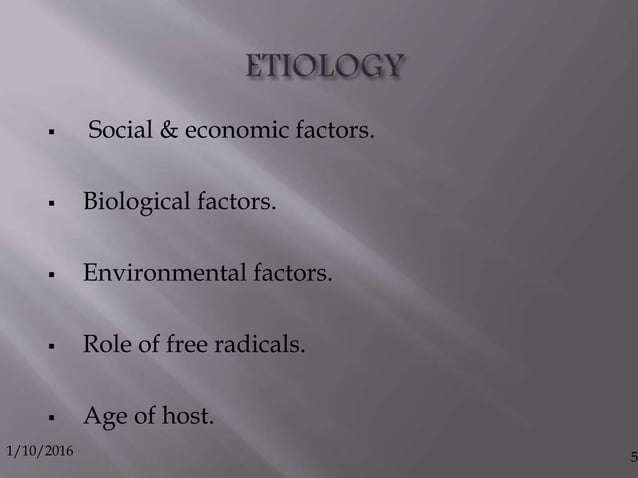 ETIOLOGY
▪ Social & economic factors.
▪ Biological factors.
▪ Environmental factors.
▪ Role of free radicals.
▪ Age of host.
1/10/2016
5